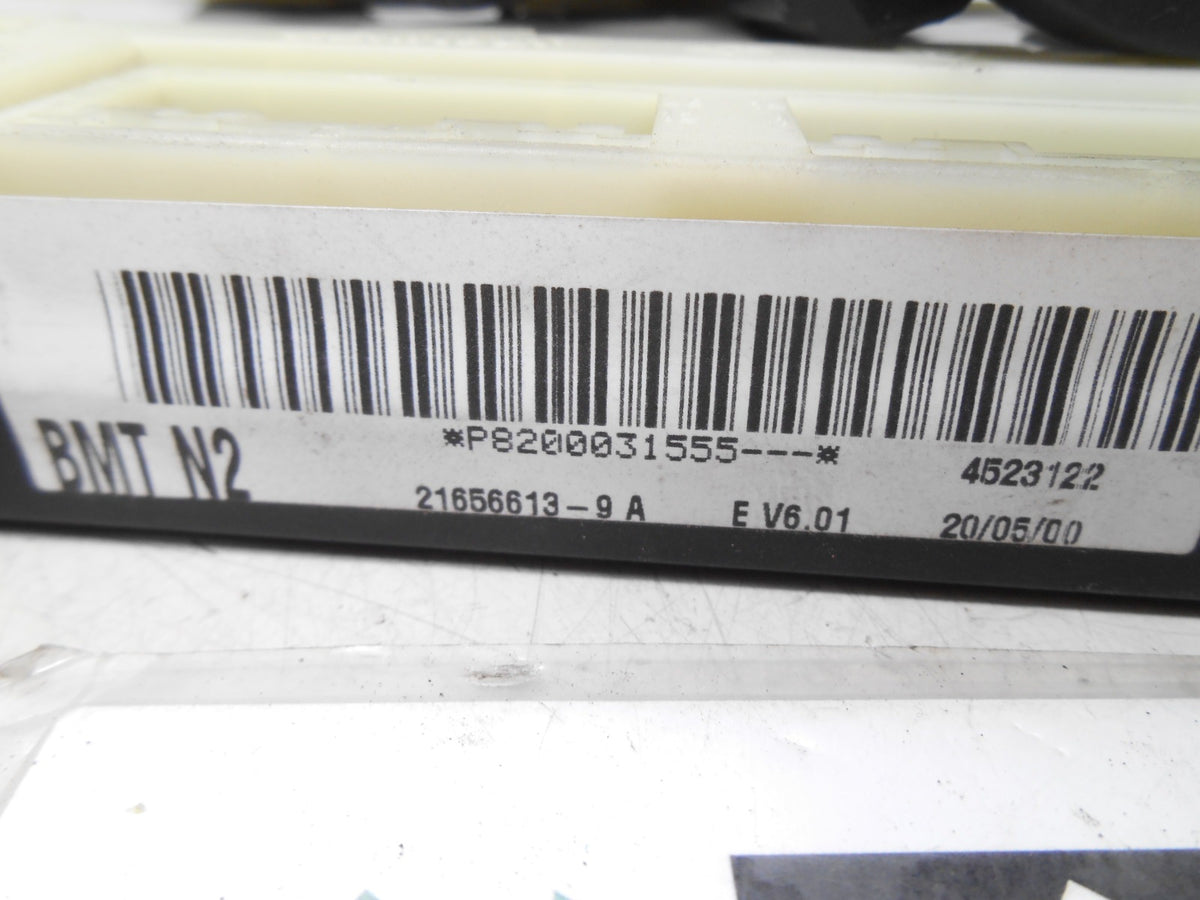 *P8200031555---*
BMT N2
4523122
21656613-9 A E V6.01 20/05/00